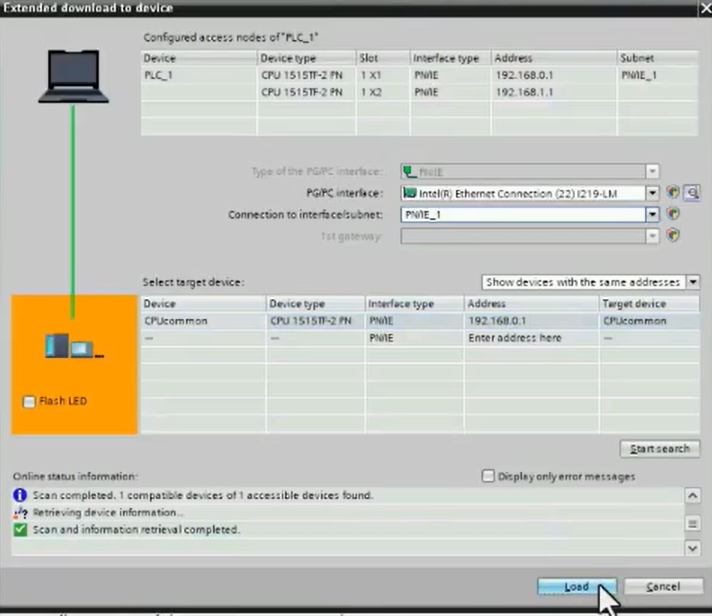 Extended download to device
Configured access nodes of "PLC_1"
Device Device type Slot Interface type Address Subnet
PLC_1 CPU 1515TF-2 PN 1 X1 PN/IE 192.168.0.1 PN/IE_1
CPU 1515TF-2 PN 1 X2 PN/IE 192.168.1.1
Type of the PG/PC interface: PN/IE
PG/PC interface: Intel(R) Ethernet Connection (22) I219-LM
Connection to interface/subnet: PN/IE_1
1st gateway:
Select target device: Show devices with the same addresses
Device Device type Interface type Address Target device
CPUcommon CPU 1515TF-2 PN PN/IE 192.168.0.1 CPUcommon
— — PN/IE Enter address here —
Flash LED
Start search
Online status information: Display only error messages
Scan completed. 1 compatible devices of 1 accessible devices found.
Retrieving device information...
Scan and information retrieval completed.
Load Cancel